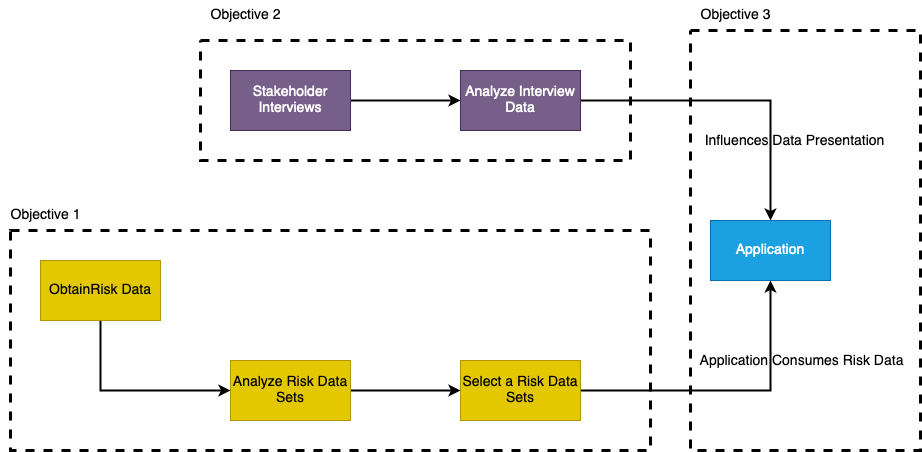 Objective 2
Objective 3
Stakeholder
Interviews
Analyze Interview
Data
Influences Data Presentation
Objective 1
Application
ObtainRisk Data
Application Consumes Risk Data
Analyze Risk Data
Sets
Select a Risk Data
Sets